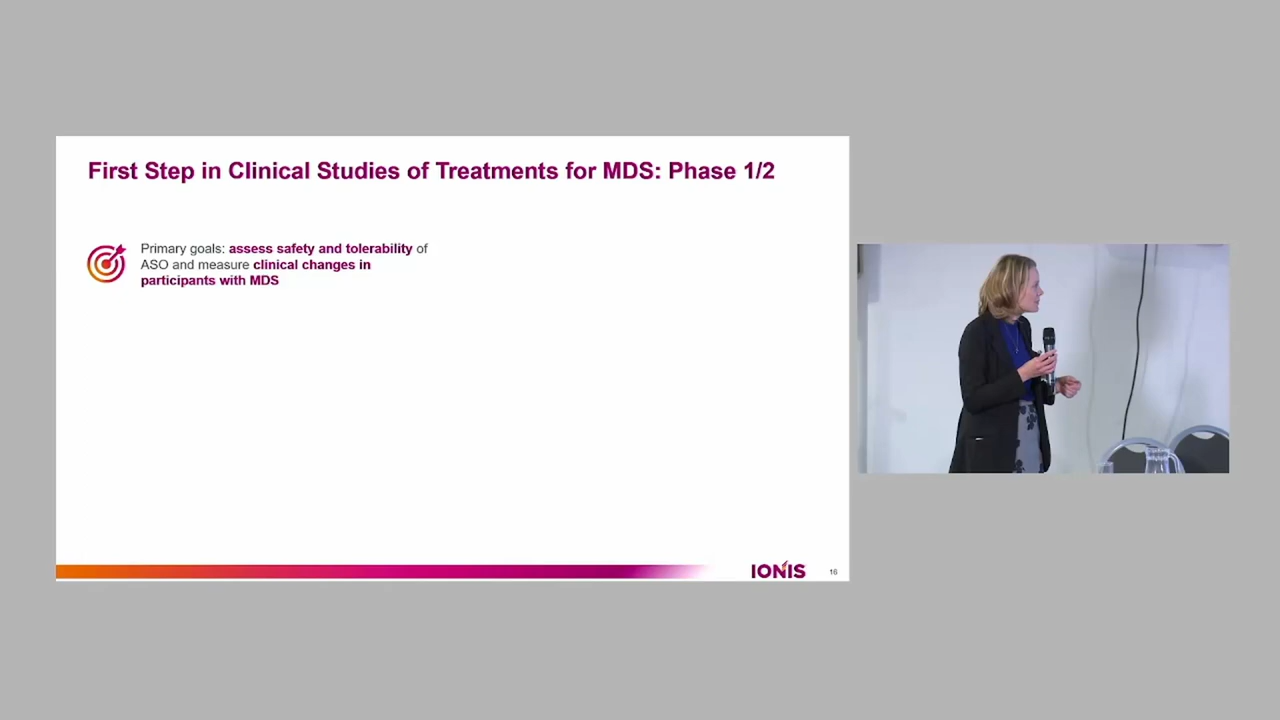 First Step in Clinical Studies of Treatments for MDS: Phase 1/2
Primary goals: assess safety and tolerability of
ASO and measure clinical changes in
participants with MDS
IONIS
16